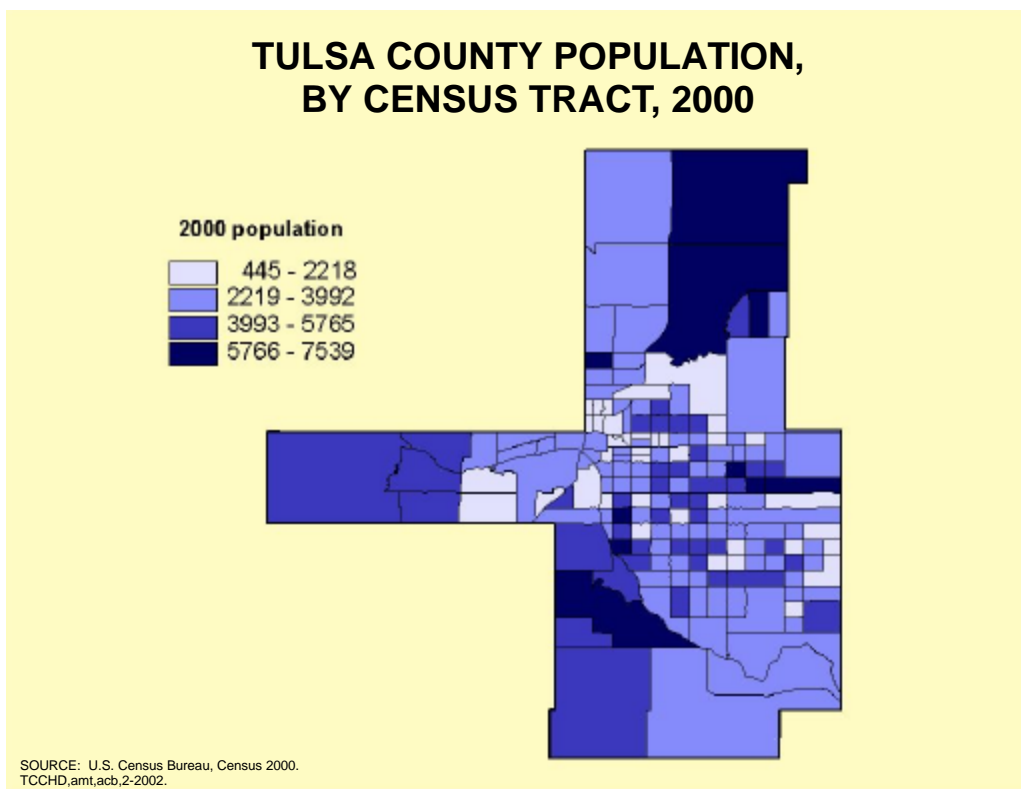 TULSA COUNTY POPULATION,
BY CENSUS TRACT, 2000
2000 population
445 - 2218
2219 - 3992
3993 - 5765
5766 - 7539
SOURCE:  U.S. Census Bureau, Census 2000.
TCCHD,amt,acb,2-2002.